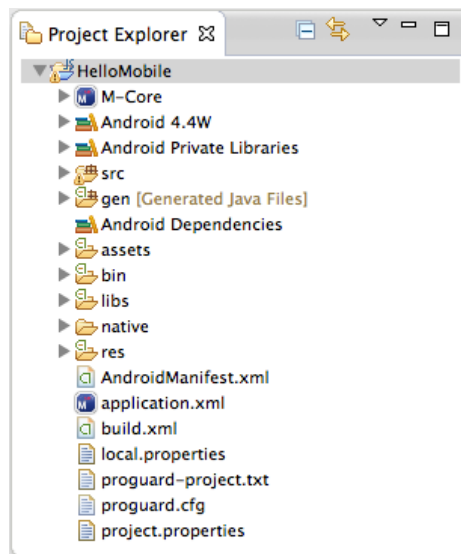 Project Explorer
HelloMobile
M-Core
Android 4.4W
Android Private Libraries
src
gen [Generated Java Files]
Android Dependencies
assets
bin
libs
native
res
AndroidManifest.xml
application.xml
build.xml
local.properties
proguard-project.txt
proguard.cfg
project.properties